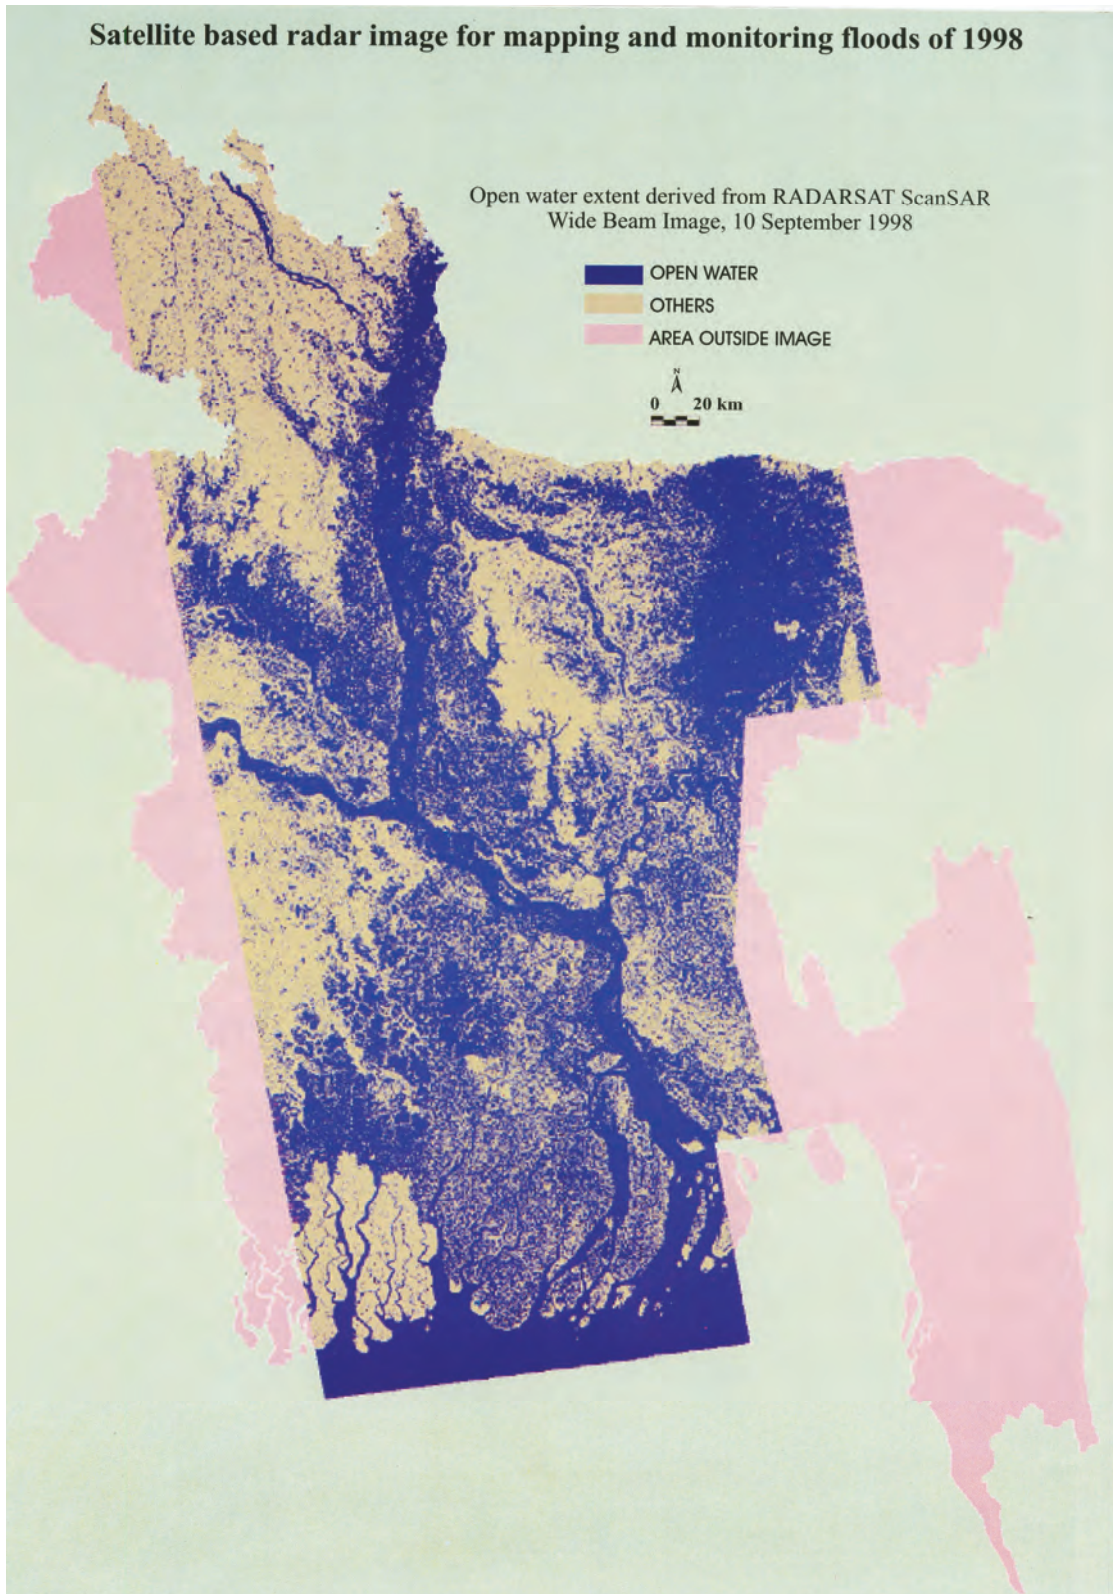 Satellite based radar image for mapping and monitoring floods of 1998
Open water extent derived from RADARSAT ScanSAR
Wide Beam Image, 10 September 1998
OPEN WATER
OTHERS
AREA OUTSIDE IMAGE
N
0 20 km